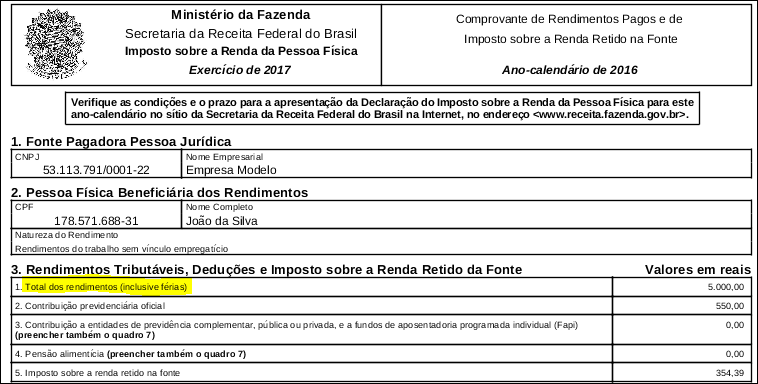 Ministério da Fazenda
Secretaria da Receita Federal do Brasil
Imposto sobre a Renda da Pessoa Física
Exercício de 2017
Comprovante de Rendimentos Pagos e de
Imposto sobre a Renda Retido na Fonte
Ano-calendário de 2016
Verifique as condições e o prazo para a apresentação da Declaração do Imposto sobre a Renda da Pessoa Física para este
ano-calendário no sítio da Secretaria da Receita Federal do Brasil na Internet, no endereço <www.receita.fazenda.gov.br>.
1. Fonte Pagadora Pessoa Jurídica
CNPJ
53.113.791/0001-22
Nome Empresarial
Empresa Modelo
2. Pessoa Física Beneficiária dos Rendimentos
CPF
178.571.688-31
Nome Completo
João da Silva
Natureza do Rendimento
Rendimentos do trabalho sem vínculo empregatício
3. Rendimentos Tributáveis, Deduções e Imposto sobre a Renda Retido da Fonte Valores em reais
1. Total dos rendimentos (inclusive férias) 5.000,00
2. Contribuição previdenciária oficial 550,00
3. Contribuição a entidades de previdência complementar, pública ou privada, e a fundos de aposentadoria programada individual (Fapi) 0,00
(preencher também o quadro 7)
4. Pensão alimentícia (preencher também o quadro 7) 0,00
5. Imposto sobre a renda retido na fonte 354,39